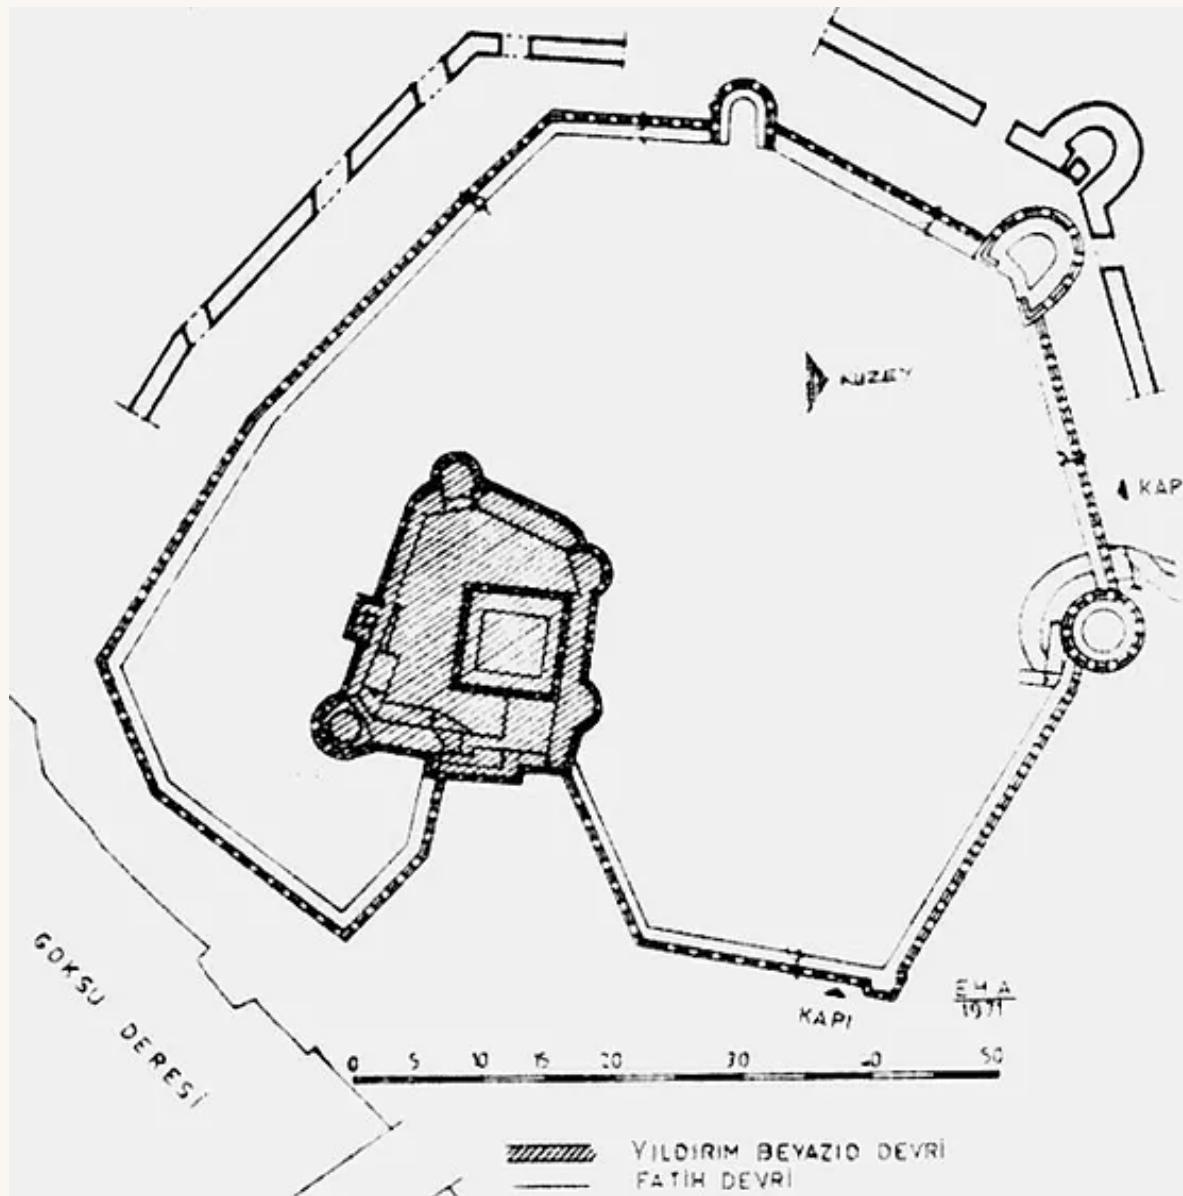 KUZEY
KAP
GÖKSU DERESİ
KAPI
EHA
1971
0 5 10 15 20 30 40 50
YILDIRIM BEYAZID DEVRİ
FATİH DEVRİ